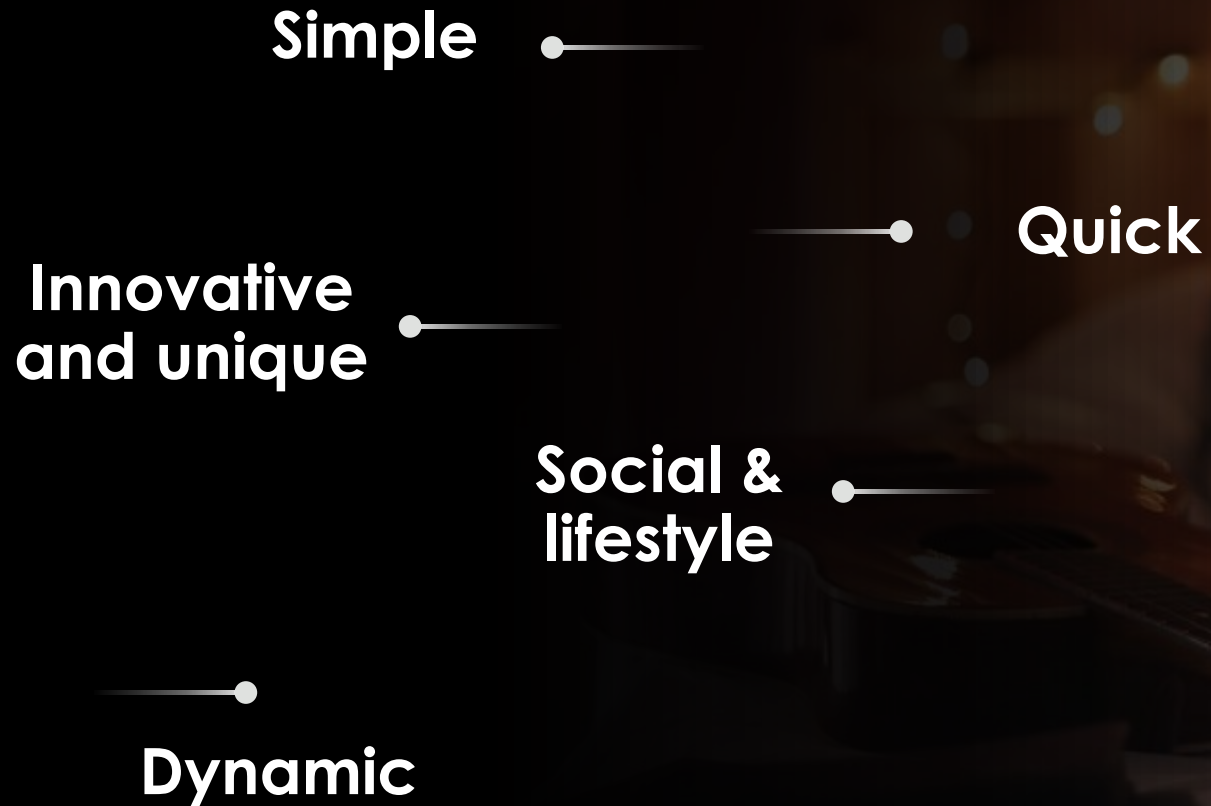 Simple
Quick
Innovative
and unique
Social &
lifestyle
Dynamic